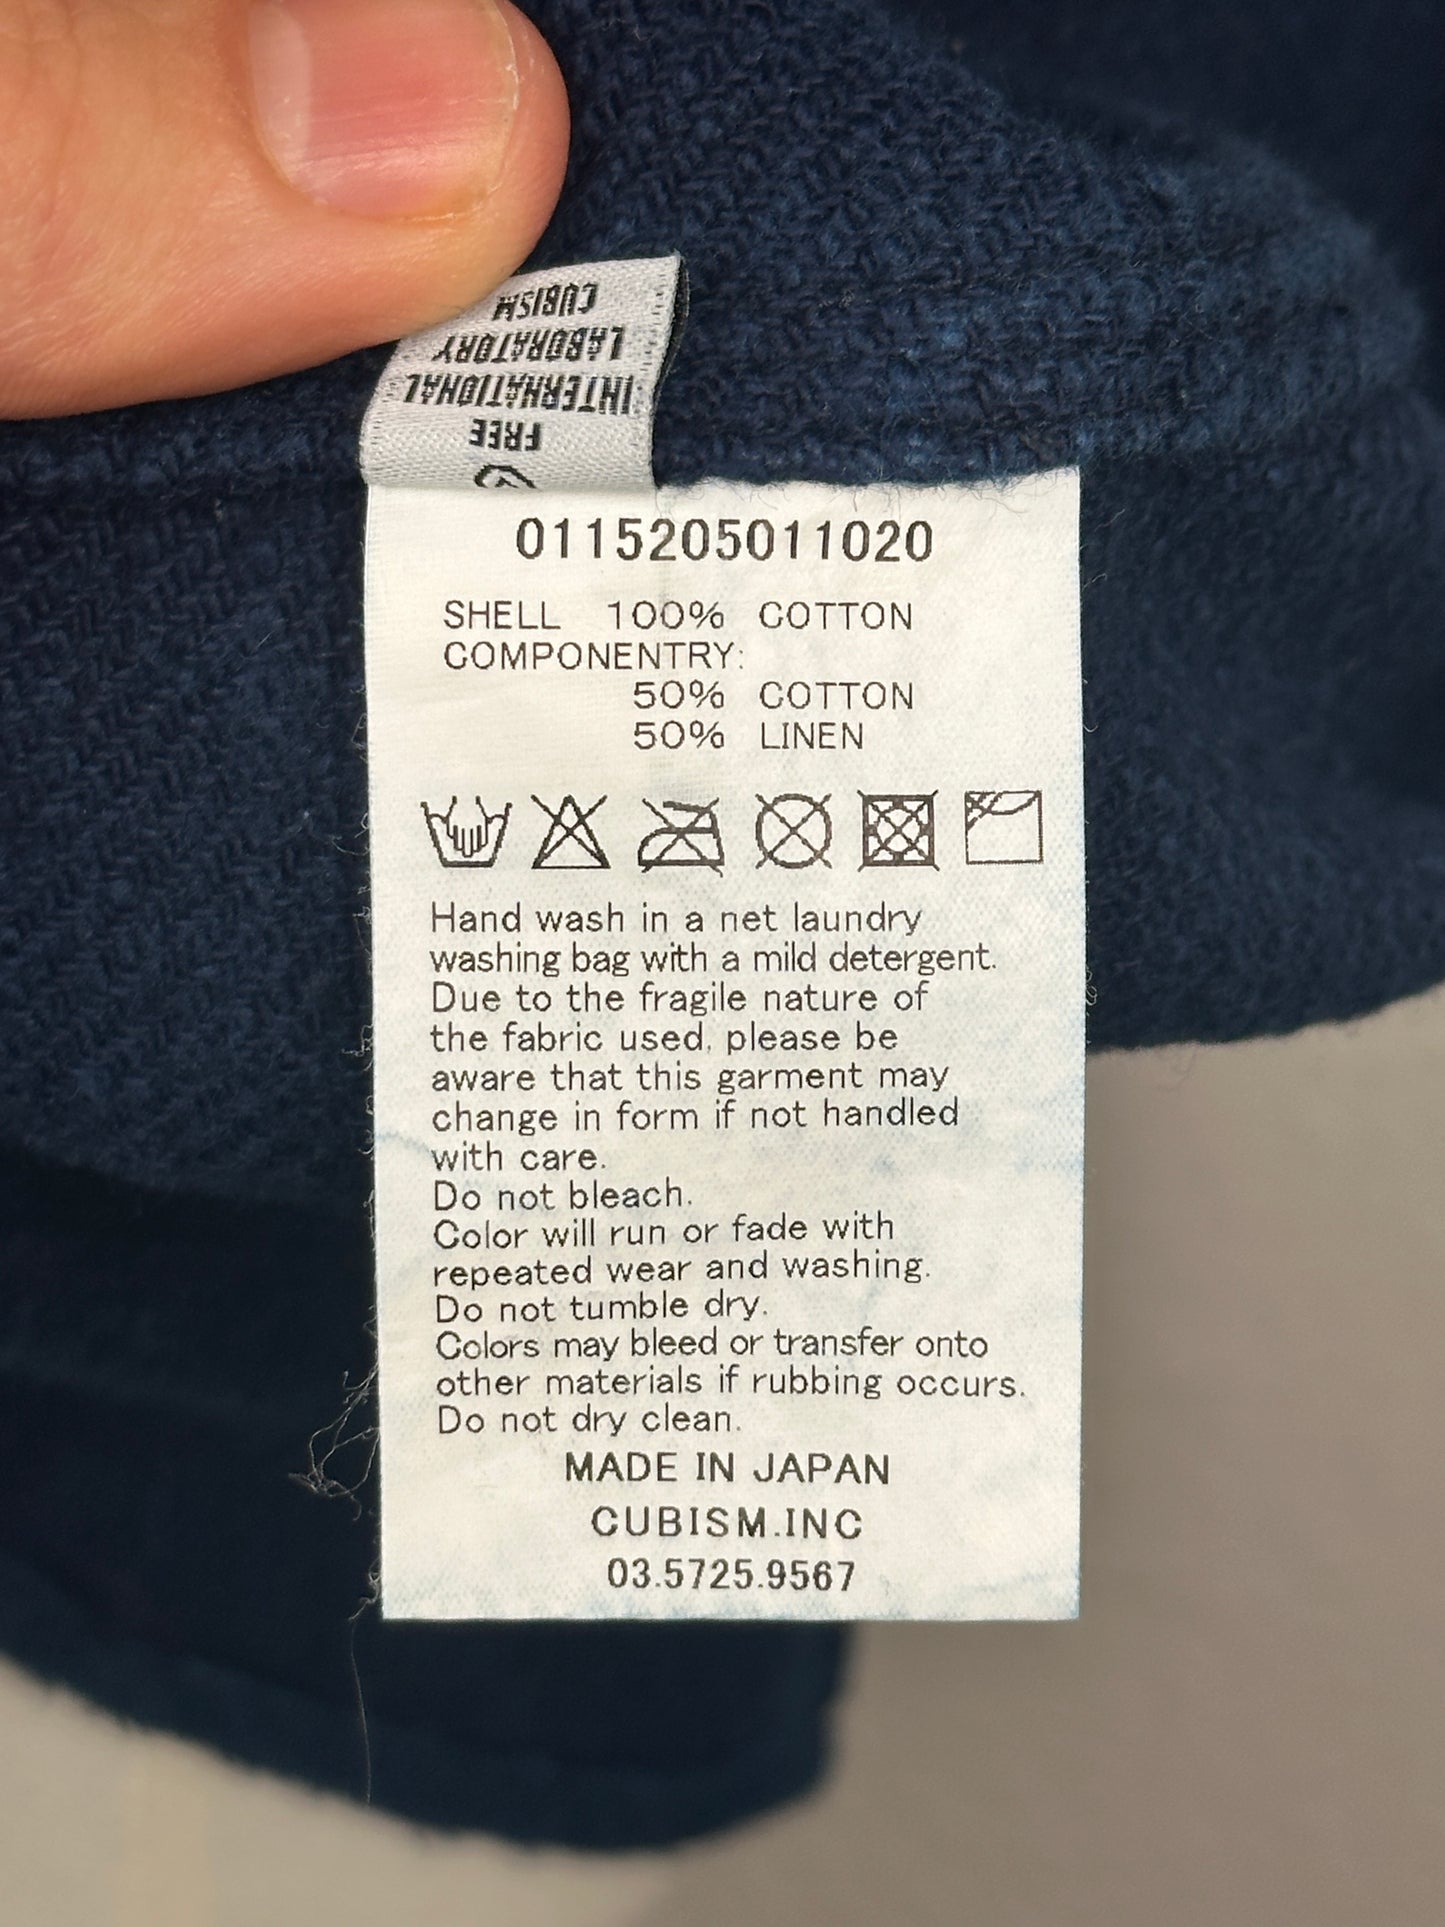 CUBISM
LABORATORY
INTERNATIONAL
FREE
0115205011020
SHELL 100% COTTON
COMPONENTRY:
50% COTTON
50% LINEN
Hand wash in a net laundry
washing bag with a mild detergent.
Due to the fragile nature of
the fabric used, please be
aware that this garment may
change in form if not handled
with care.
Do not bleach.
Color will run or fade with
repeated wear and washing.
Do not tumble dry.
Colors may bleed or transfer onto
other materials if rubbing occurs.
Do not dry clean.
MADE IN JAPAN
CUBISM.INC
03.5725.9567